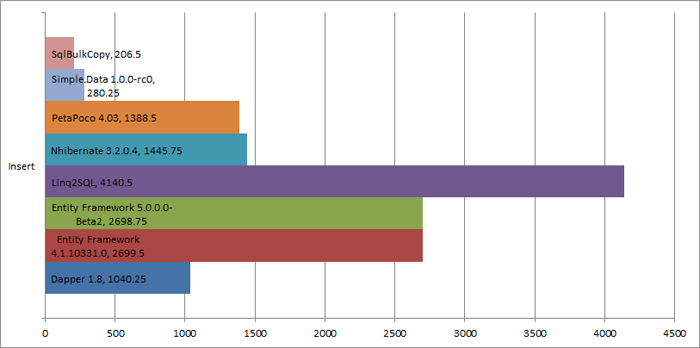 SqlBulkCopy, 206.5
Simple.Data 1.0.0-rc0,
280.25
PetaPoco 4.03, 1388.5
Nhibernate 3.2.0.4, 1445.75
Insert
Linq2SQL, 4140.5
Entity Framework 5.0.0.0-
Beta2, 2698.75
Entity Framework
4.1.10331.0, 2699.5
Dapper 1.8, 1040.25
0 500 1000 1500 2000 2500 3000 3500 4000 4500